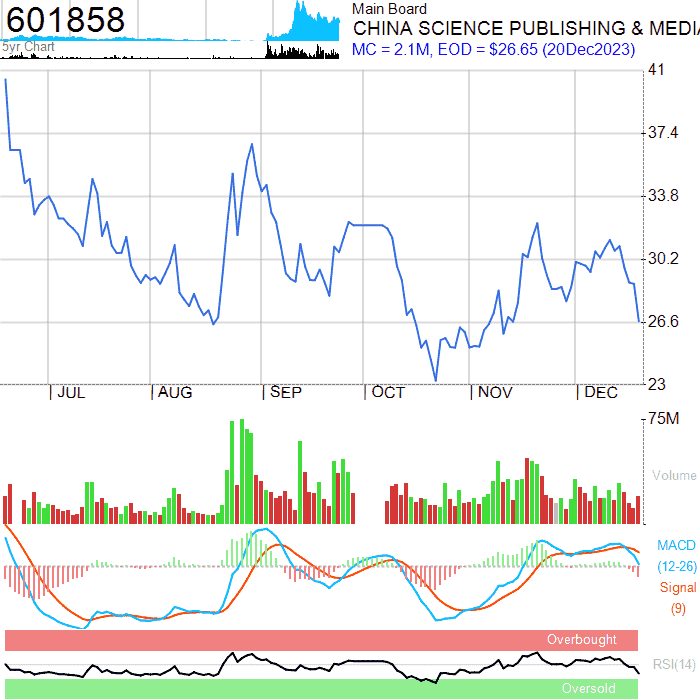 601858
5yr Chart
Main Board
CHINA SCIENCE PUBLISHING & MEDIA
MC = 2.1M, EOD = $26.65 (20Dec2023)
41
37.4
33.8
30.2
26.6
23
JUL AUG SEP OCT NOV DEC
75M
Volume
MACD
(12-26)
Signal
(9)
Overbought
RSI(14)
Oversold